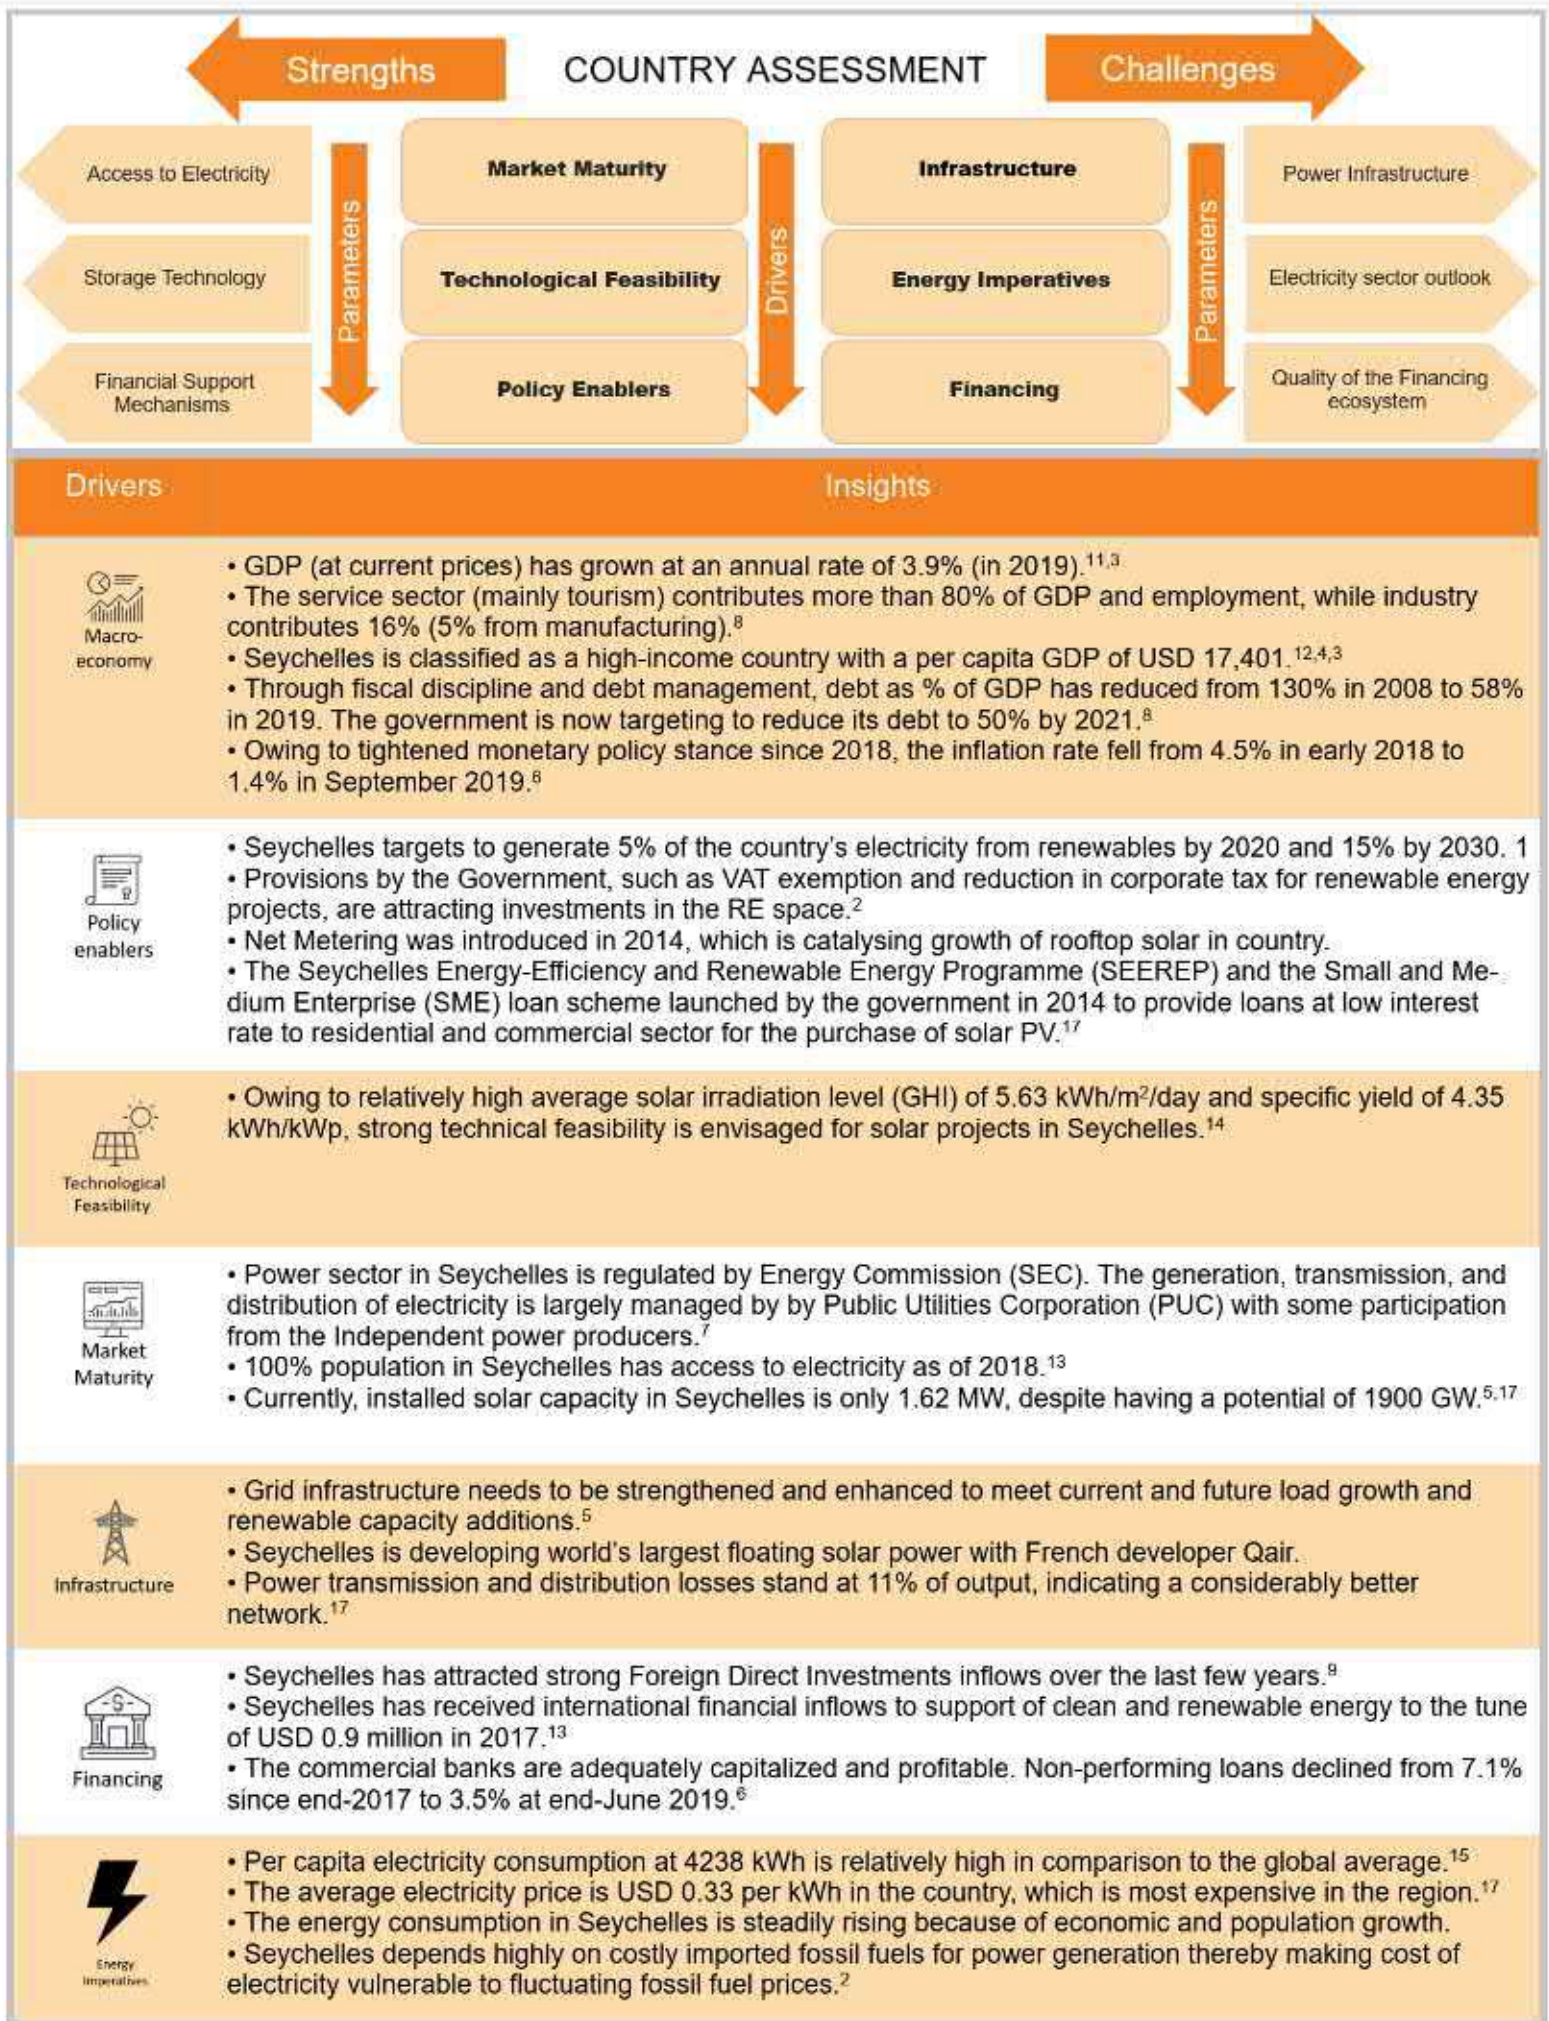 Strengths
COUNTRY ASSESSMENT
Challenges
Access to Electricity
Storage Technology
Financial Support
Mechanisms
Parameters
Market Maturity
Technological Feasibility
Policy Enablers
Drivers
Infrastructure
Energy Imperatives
Financing
Parameters
Power Infrastructure
Electricity sector outlook
Quality of the Financing
ecosystem
Drivers
Insights
Macro-
economy
• GDP (at current prices) has grown at an annual rate of 3.9% (in 2019).11,3
• The service sector (mainly tourism) contributes more than 80% of GDP and employment, while industry
contributes 16% (5% from manufacturing).8
• Seychelles is classified as a high-income country with a per capita GDP of USD 17,401.12,4,3
• Through fiscal discipline and debt management, debt as % of GDP has reduced from 130% in 2008 to 58%
in 2019. The government is now targeting to reduce its debt to 50% by 2021.8
• Owing to tightened monetary policy stance since 2018, the inflation rate fell from 4.5% in early 2018 to
1.4% in September 2019.6
Policy
enablers
• Seychelles targets to generate 5% of the country's electricity from renewables by 2020 and 15% by 2030. 1
• Provisions by the Government, such as VAT exemption and reduction in corporate tax for renewable energy
projects, are attracting investments in the RE space.2
• Net Metering was introduced in 2014, which is catalysing growth of rooftop solar in country.
• The Seychelles Energy-Efficiency and Renewable Energy Programme (SEEREP) and the Small and Me-
dium Enterprise (SME) loan scheme launched by the government in 2014 to provide loans at low interest
rate to residential and commercial sector for the purchase of solar PV.17
Technological
Feasibility
• Owing to relatively high average solar irradiation level (GHI) of 5.63 kWh/m2/day and specific yield of 4.35
kWh/kWp, strong technical feasibility is envisaged for solar projects in Seychelles.14
Market
Maturity
• Power sector in Seychelles is regulated by Energy Commission (SEC). The generation, transmission, and
distribution of electricity is largely managed by by Public Utilities Corporation (PUC) with some participation
from the Independent power producers.7
• 100% population in Seychelles has access to electricity as of 2018.13
• Currently, installed solar capacity in Seychelles is only 1.62 MW, despite having a potential of 1900 GW.5,17
Infrastructure
• Grid infrastructure needs to be strengthened and enhanced to meet current and future load growth and
renewable capacity additions.5
• Seychelles is developing world's largest floating solar power with French developer Qair.
• Power transmission and distribution losses stand at 11% of output, indicating a considerably better
network.17
-$-
Financing
• Seychelles has attracted strong Foreign Direct Investments inflows over the last few years.9
• Seychelles has received international financial inflows to support of clean and renewable energy to the tune
of USD 0.9 million in 2017.13
• The commercial banks are adequately capitalized and profitable. Non-performing loans declined from 7.1%
since end-2017 to 3.5% at end-June 2019.6
Energy
Imperatives
• Per capita electricity consumption at 4238 kWh is relatively high in comparison to the global average.15
• The average electricity price is USD 0.33 per kWh in the country, which is most expensive in the region.17
• The energy consumption in Seychelles is steadily rising because of economic and population growth.
• Seychelles depends highly on costly imported fossil fuels for power generation thereby making cost of
electricity vulnerable to fluctuating fossil fuel prices.2